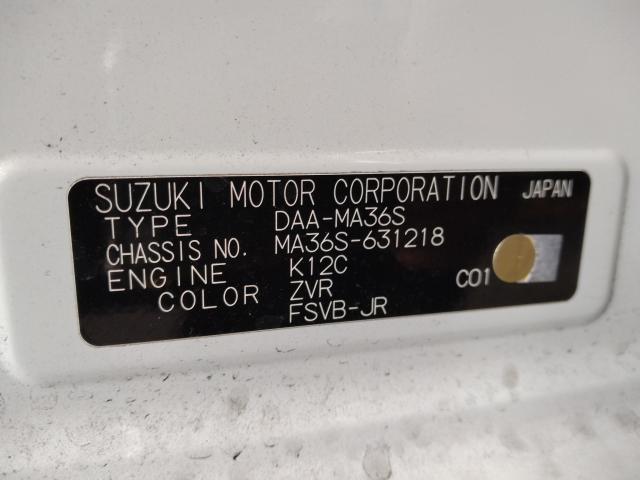 SUZUKI MOTOR CORPORATION JAPAN
TYPE DAA-MA36S
CHASSIS NO. MA36S-631218
ENGINE K12C
COLOR ZVR
FSVB-JR
C01